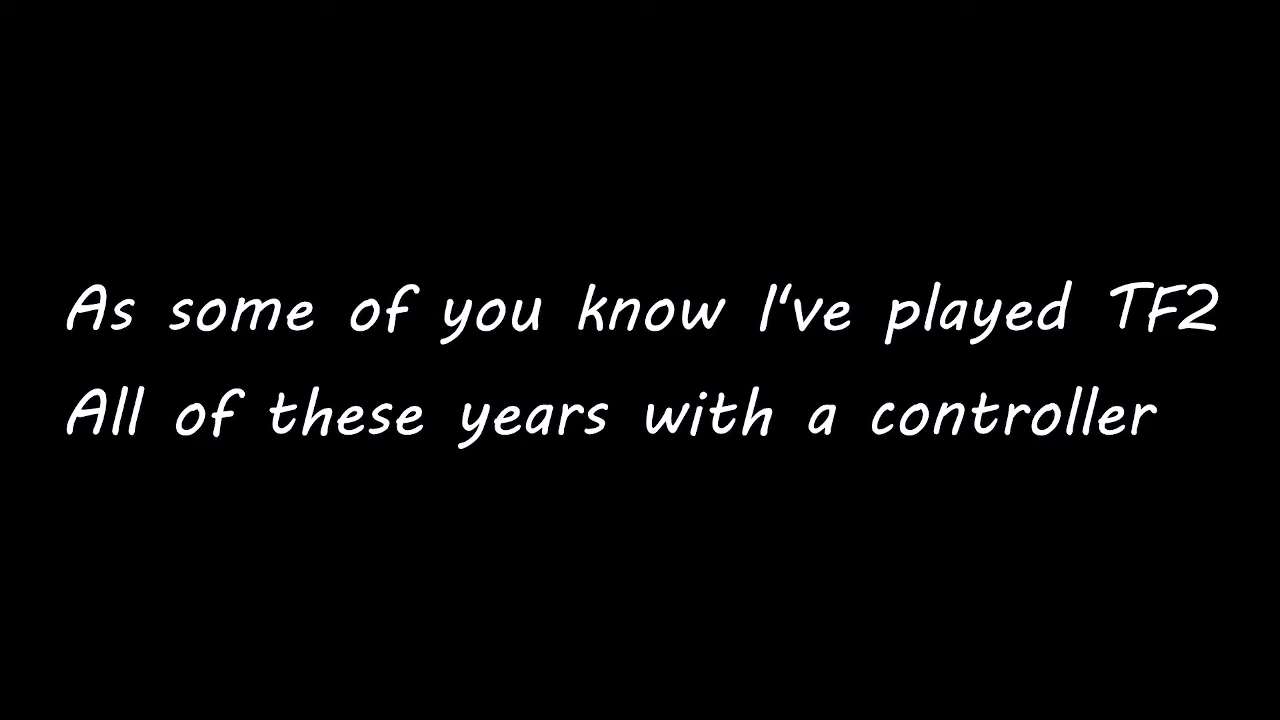 As some of you know I've played TF2
All of these years with a controller